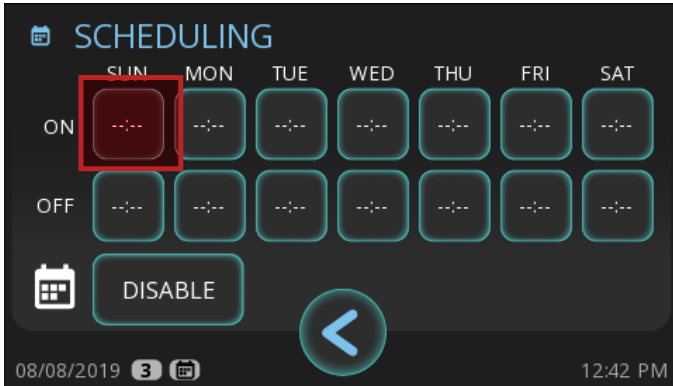 SCHEDULING
SUN MON TUE WED THU FRI SAT
ON --:-- --:-- --:-- --:-- --:-- --:-- --:--
OFF --:-- --:-- --:-- --:-- --:-- --:-- --:--
DISABLE
08/08/2019 3 12:42 PM